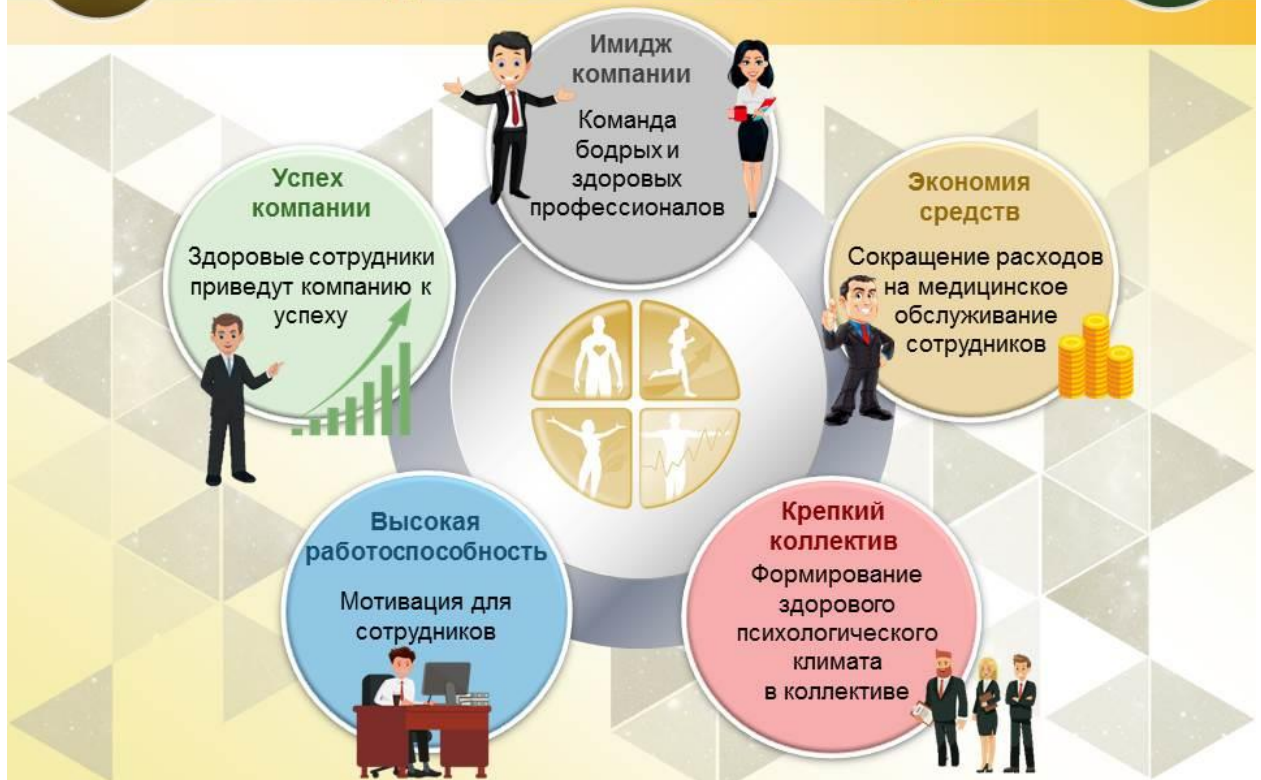 Имидж
компании
Команда
бодрых и
здоровых
профессионалов
Успех
компании
Здоровые сотрудники
приведут компанию к
успеху
Экономия
средств
Сокращение расходов
на медицинское
обслуживание
сотрудников
Высокая
работоспособность
Мотивация для
сотрудников
Крепкий
коллектив
Формирование
здорового
психологического
климата
в коллективе